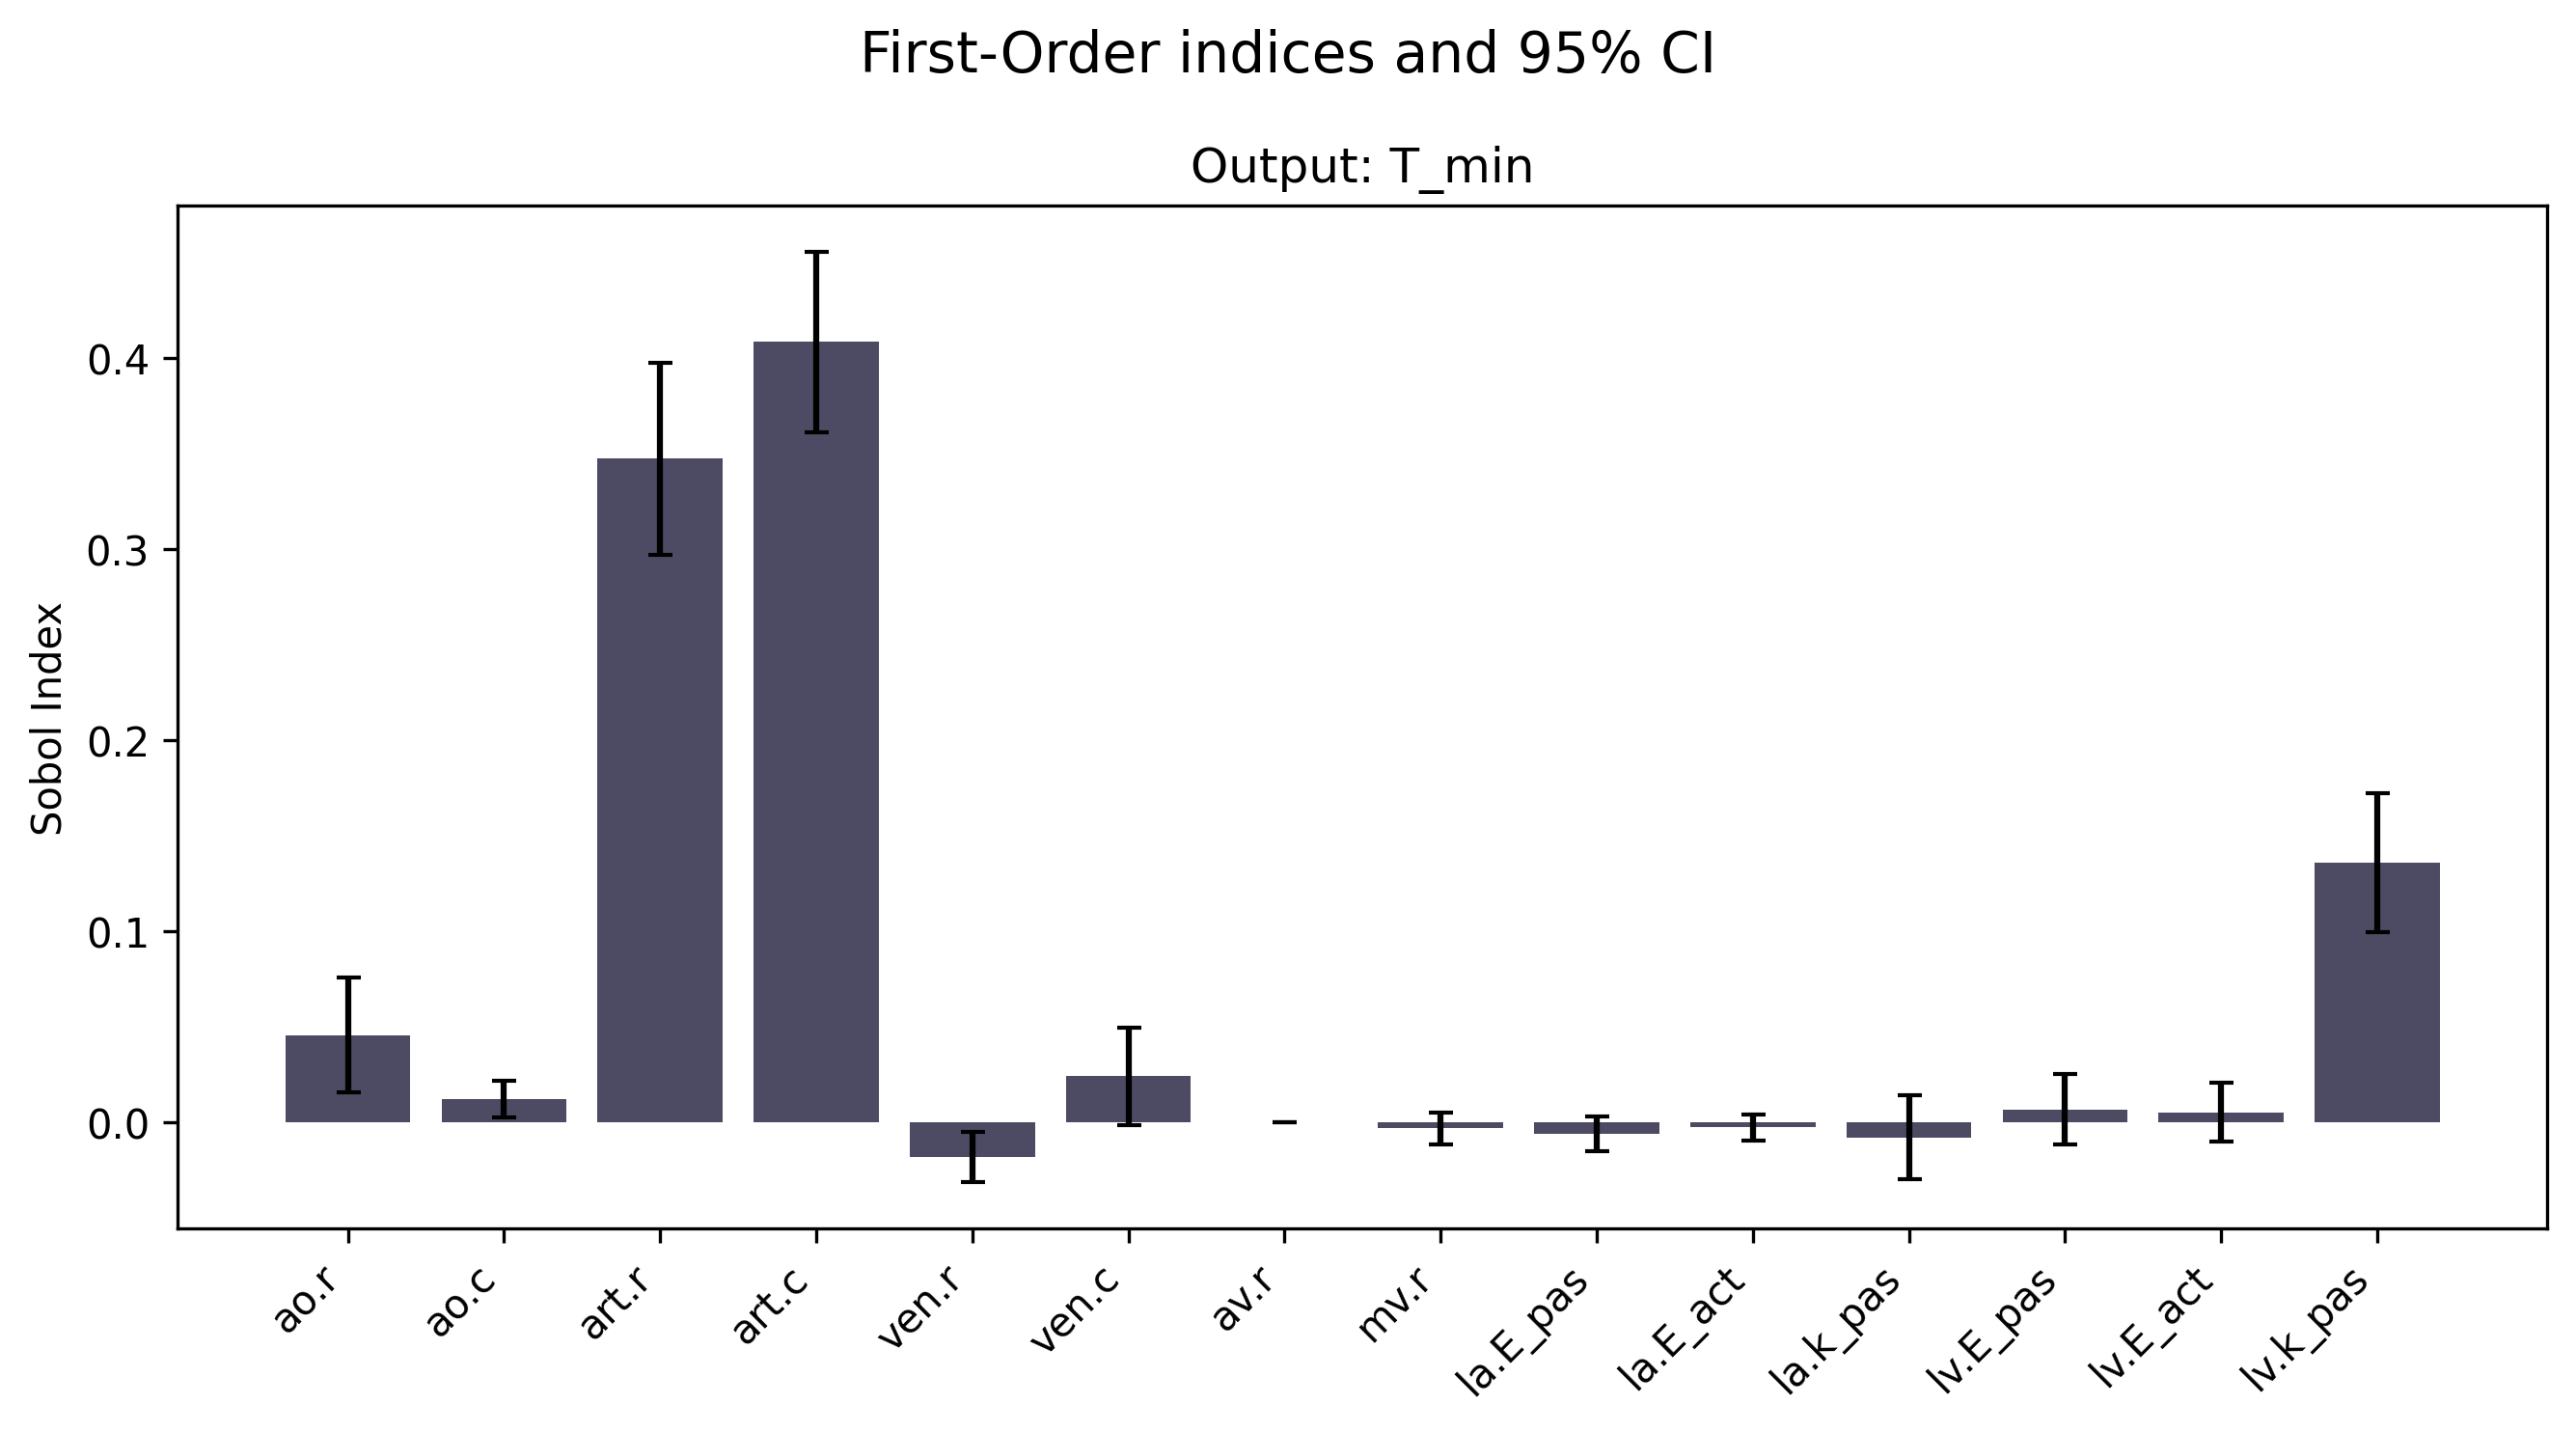 First-Order indices and 95% CI
Output: T_min
Sobol Index
0.4
0.3
0.2
0.1
0.0
ao.r
ao.c
art.r
art.c
ven.r
ven.c
av.r
mv.r
la.E_pas
la.E_act
la.k_pas
lv.E_pas
lv.E_act
lv.k_pas